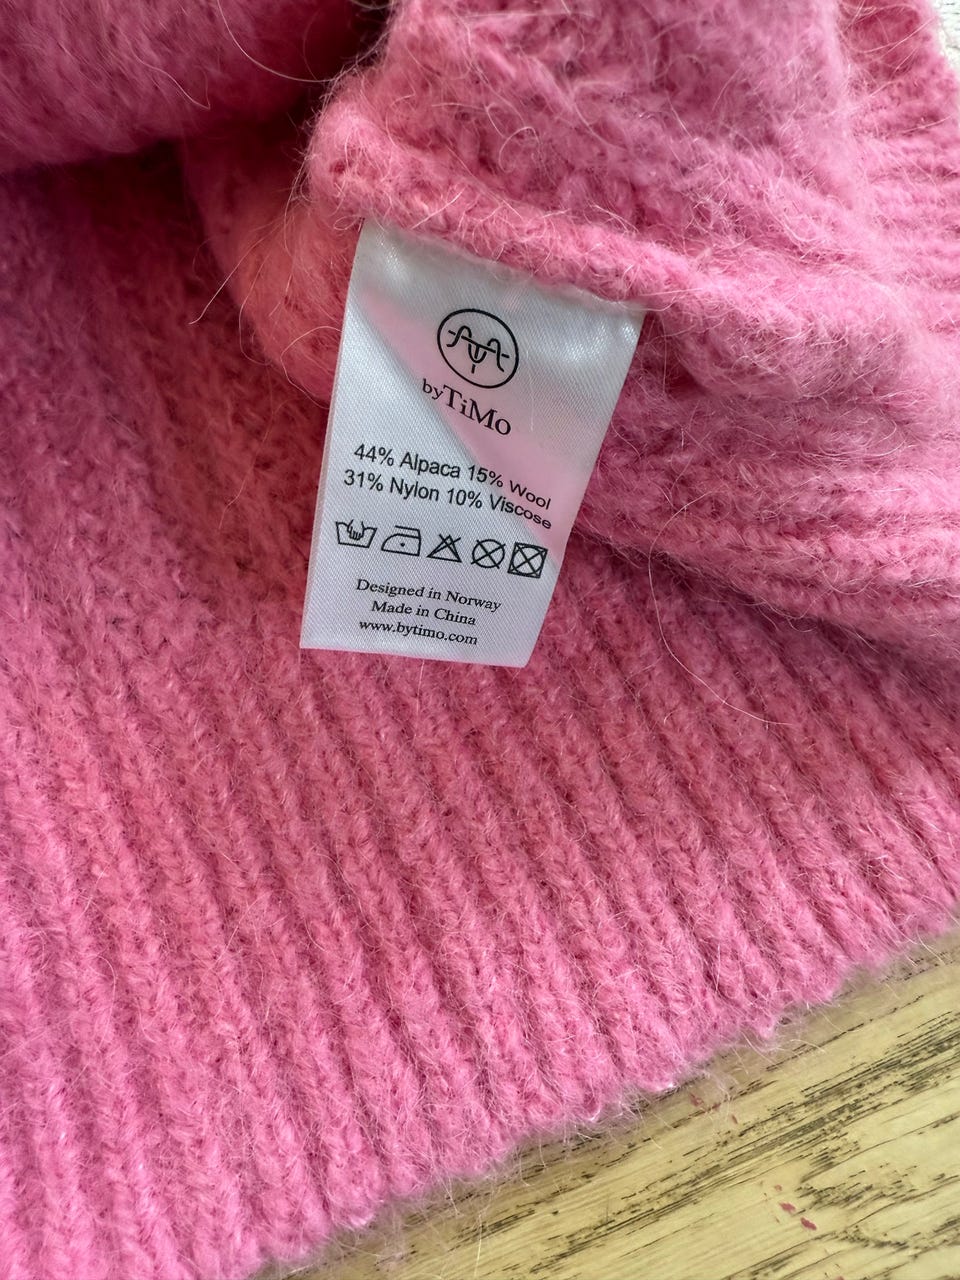 byTiMo
44% Alpaca 15% Wool
31% Nylon 10% Viscose
Designed in Norway
Made in China
www.bytimo.com